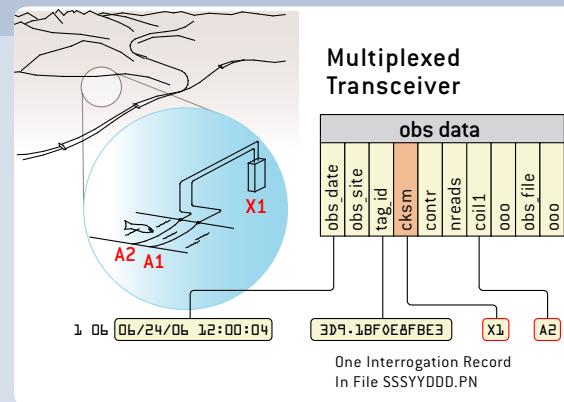 Multiplexed
Transceiver
obs data
obs_date
obs_site
tag_id
cksm
contr
nreads
coil1
ooo
obs_file
ooo
X1
A2 A1
1 06 06/24/06 12:00:04 3D9.1BF0E8FBE3 X1 A2
One Interrogation Record
In File SSSYYDDD.PN